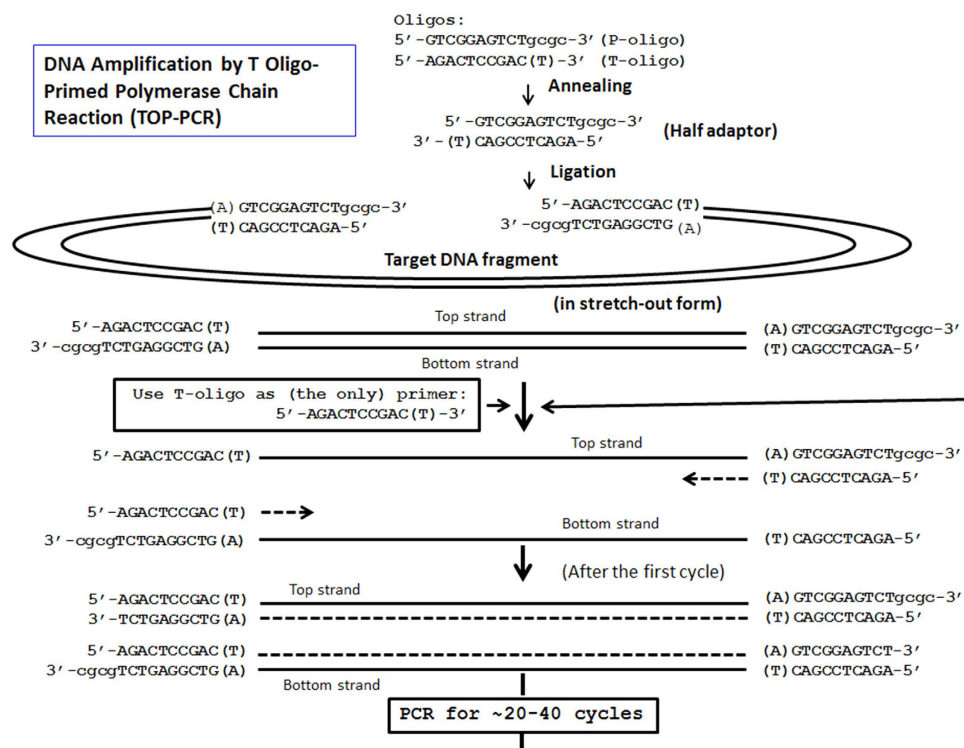 DNA Amplification by T Oligo-
Primed Polymerase Chain
Reaction (TOP-PCR)
Oligos:
5′-GTCGGAGTCTgcgc-3′ (P-oligo)
5′-AGACTCCGAC(T)-3′ (T-oligo)
Annealing
5′-GTCGGAGTCTgcgc-3′
3′-(T)CAGCCTCAGA-5′
(Half adaptor)
Ligation
(A)GTCGGAGTCTgcgc-3′
(T)CAGCCTCAGA-5′
5′-AGACTCCGAC(T)
3′-cgcgTCTGAGGCTG(A)
Target DNA fragment
(in stretch-out form)
5′-AGACTCCGAC(T)
Top strand
(A)GTCGGAGTCTgcgc-3′
3′-cgcgTCTGAGGCTG(A)
Bottom strand
(T)CAGCCTCAGA-5′
Use T-oligo as (the only) primer:
5′-AGACTCCGAC(T)-3′
5′-AGACTCCGAC(T)
Top strand
(A)GTCGGAGTCTgcgc-3′
(T)CAGCCTCAGA-5′
5′-AGACTCCGAC(T)
3′-cgcgTCTGAGGCTG(A)
Bottom strand
(T)CAGCCTCAGA-5′
(After the first cycle)
5′-AGACTCCGAC(T)
Top strand
(A)GTCGGAGTCTgcgc-3′
3′-TCTGAGGCTG(A)
(T)CAGCCTCAGA-5′
5′-AGACTCCGAC(T)
(A)GTCGGAGTCT-3′
3′-cgcgTCTGAGGCTG(A)
Bottom strand
(T)CAGCCTCAGA-5′
PCR for ~20-40 cycles